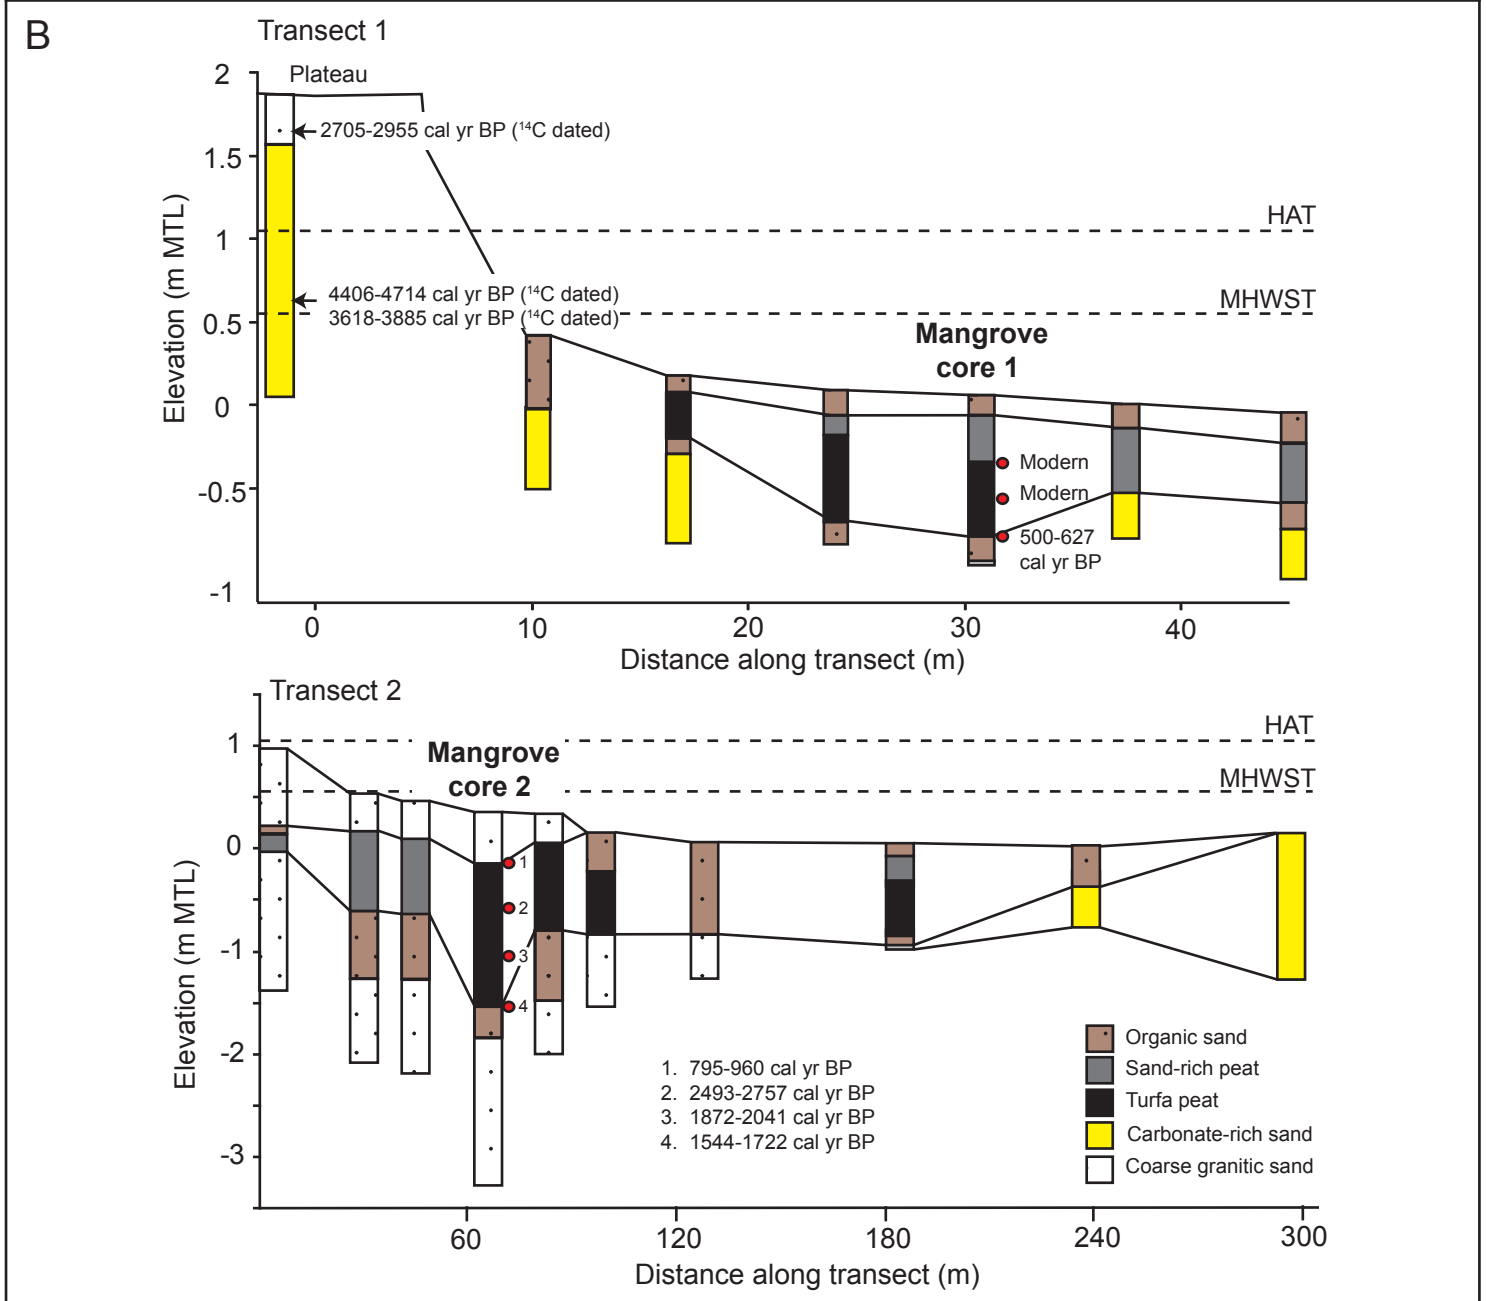 B
Transect 1
Plateau
2705-2955 cal yr BP (¹⁴C dated)
HAT
4406-4714 cal yr BP (¹⁴C dated)
3618-3885 cal yr BP (¹⁴C dated)
MHWST
Mangrove
core 1
Modern
Modern
500-627
cal yr BP
Elevation (m MTL)
2
1.5
1
0.5
0
-0.5
-1
0
10
20
30
40
Distance along transect (m)
Transect 2
HAT
MHWST
Mangrove
core 2
1
2
3
4
Elevation (m MTL)
1
0
-1
-2
-3
1. 795-960 cal yr BP
2. 2493-2757 cal yr BP
3. 1872-2041 cal yr BP
4. 1544-1722 cal yr BP
Organic sand
Sand-rich peat
Turfa peat
Carbonate-rich sand
Coarse granitic sand
60
120
180
240
300
Distance along transect (m)